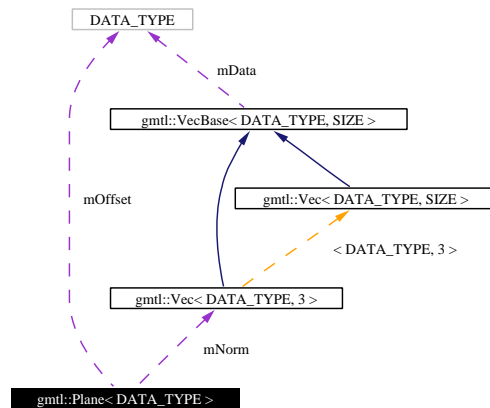 DATA_TYPE
mData
gmtl::VecBase< DATA_TYPE, SIZE >
mOffset
gmtl::Vec< DATA_TYPE, SIZE >
< DATA_TYPE, 3 >
gmtl::Vec< DATA_TYPE, 3 >
mNorm
gmtl::Plane< DATA_TYPE >